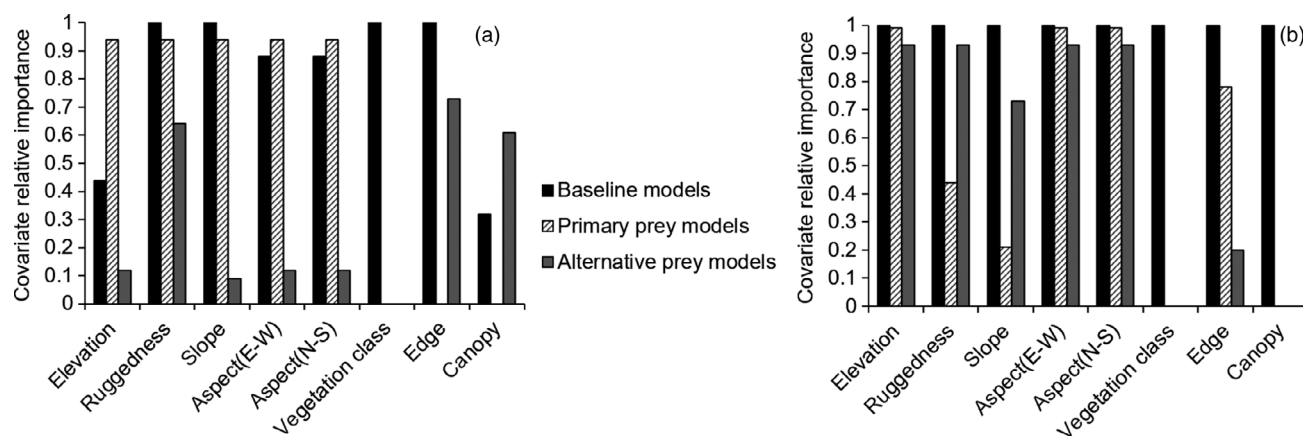 Covariate relative importance
1
0.9
0.8
0.7
0.6
0.5
0.4
0.3
0.2
0.1
0
(a)
Elevation
Ruggedness
Slope
Aspect(E-W)
Aspect(N-S)
Vegetation class
Edge
Canopy
Baseline models
Primary prey models
Alternative prey models
Covariate relative importance
1
0.9
0.8
0.7
0.6
0.5
0.4
0.3
0.2
0.1
0
(b)
Elevation
Ruggedness
Slope
Aspect(E-W)
Aspect(N-S)
Vegetation class
Edge
Canopy